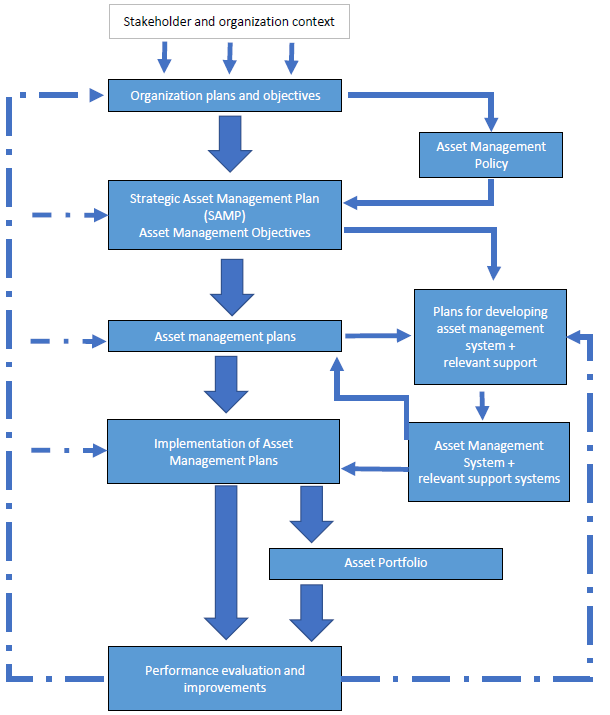 Stakeholder and organization context
Organization plans and objectives
Asset Management
Policy
Strategic Asset Management Plan
(SAMP)
Asset Management Objectives
Plans for developing
asset management
system +
relevant support
Asset management plans
Implementation of Asset
Management Plans
Asset Management
System +
relevant support systems
Asset Portfolio
Performance evaluation and
improvements